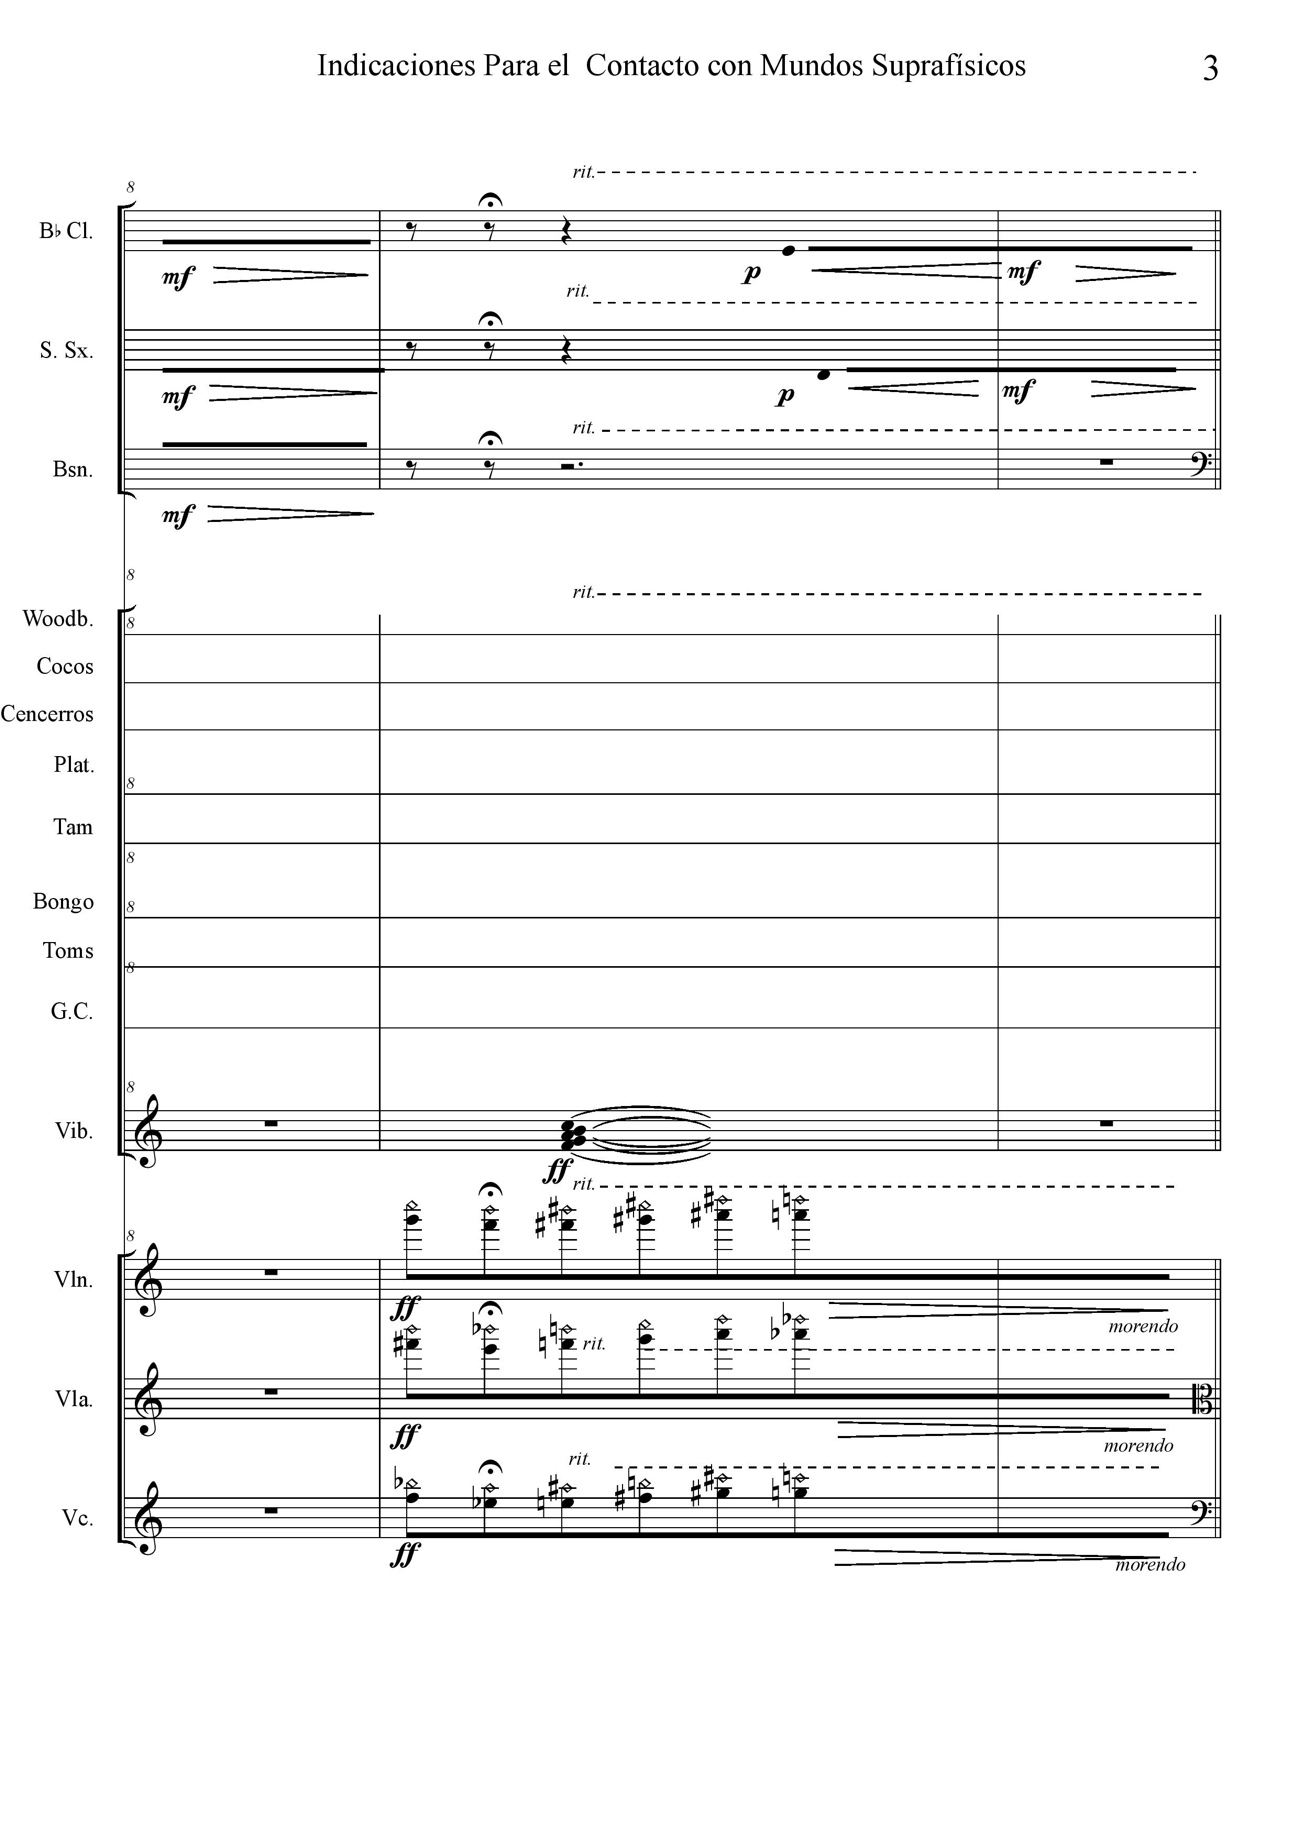 Indicaciones Para el  Contacto con Mundos Suprafísicos
3
8
rit.
B♭ Cl.
mf
p
mf
rit.
S. Sx.
mf
p
mf
rit.
Bsn.
mf
8
rit.
Woodb.
8
Cocos
Cencerros
Plat.
8
Tam
8
Bongo
8
Toms
8
G.C.
8
Vib.
ff
rit.
8
Vln.
ff
morendo
rit.
Vla.
ff
morendo
rit.
Vc.
ff
morendo